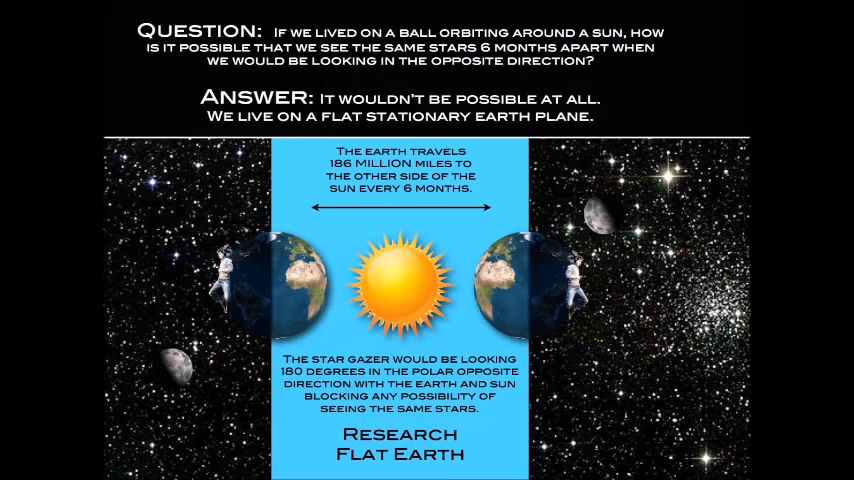 QUESTION: IF WE LIVED ON A BALL ORBITING AROUND A SUN, HOW
IS IT POSSIBLE THAT WE SEE THE SAME STARS 6 MONTHS APART WHEN
WE WOULD BE LOOKING IN THE OPPOSITE DIRECTION?
ANSWER: IT WOULDN'T BE POSSIBLE AT ALL.
WE LIVE ON A FLAT STATIONARY EARTH PLANE.
THE EARTH TRAVELS
186 MILLION MILES TO
THE OTHER SIDE OF THE
SUN EVERY 6 MONTHS.
THE STAR GAZER WOULD BE LOOKING
180 DEGREES IN THE POLAR OPPOSITE
DIRECTION WITH THE EARTH AND SUN
BLOCKING ANY POSSIBILITY OF
SEEING THE SAME STARS.
RESEARCH
FLAT EARTH